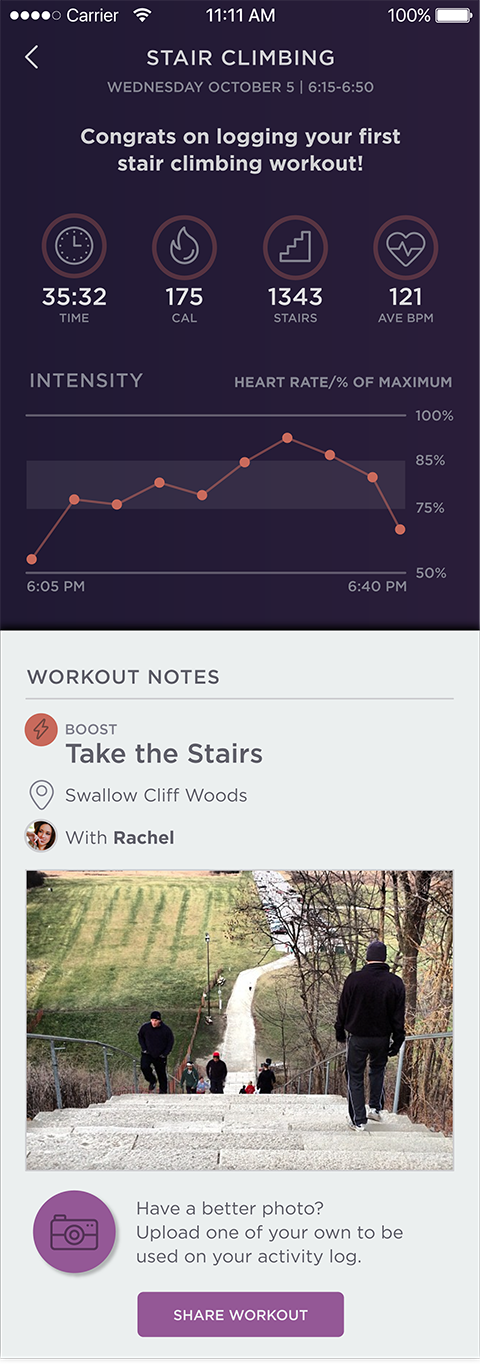 Carrier 11:11 AM 100%
STAIR CLIMBING
WEDNESDAY OCTOBER 5 | 6:15-6:50
Congrats on logging your first
stair climbing workout!
35:32 175 1343 121
TIME CAL STAIRS AVE BPM
INTENSITY HEART RATE/% OF MAXIMUM
100%
85%
75%
50%
6:05 PM 6:40 PM
WORKOUT NOTES
BOOST
Take the Stairs
Swallow Cliff Woods
With Rachel
Have a better photo?
Upload one of your own to be
used on your activity log.
SHARE WORKOUT